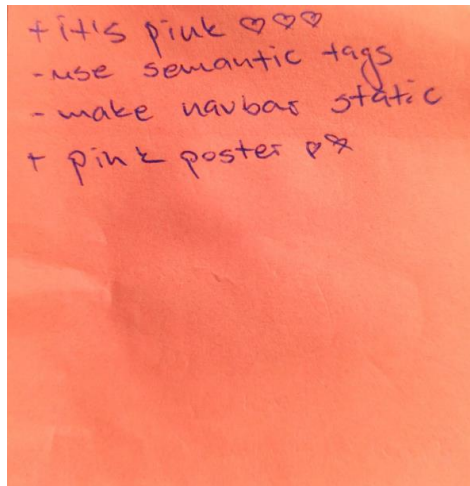 + it's pink ♡♡♡
- use semantic tags
- make navbar static
+ pink poster ♡♡